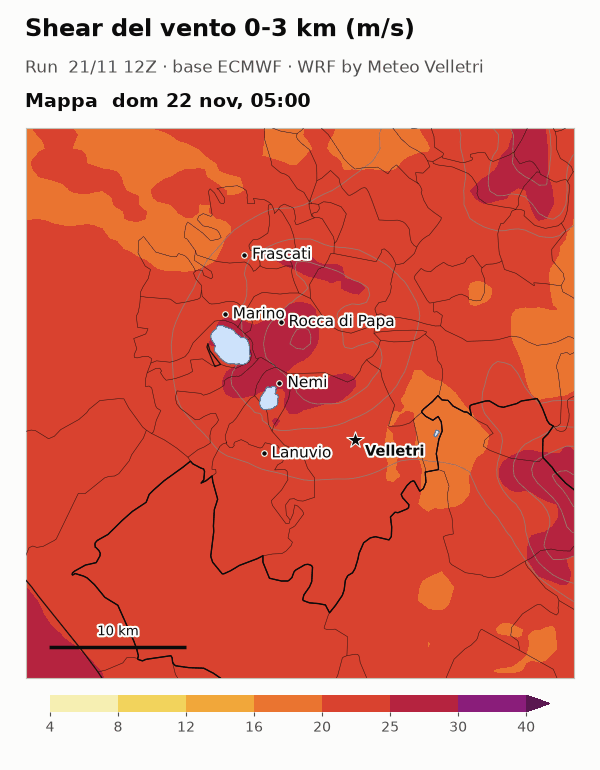 Shear del vento 0-3 km (m/s)
Run  21/11 12Z · base ECMWF · WRF by Meteo Velletri
Mappa  dom 22 nov, 05:00
Frascati
Marino
Rocca di Papa
Nemi
Velletri
Lanuvio
10 km
4 8 12 16 20 25 30 40